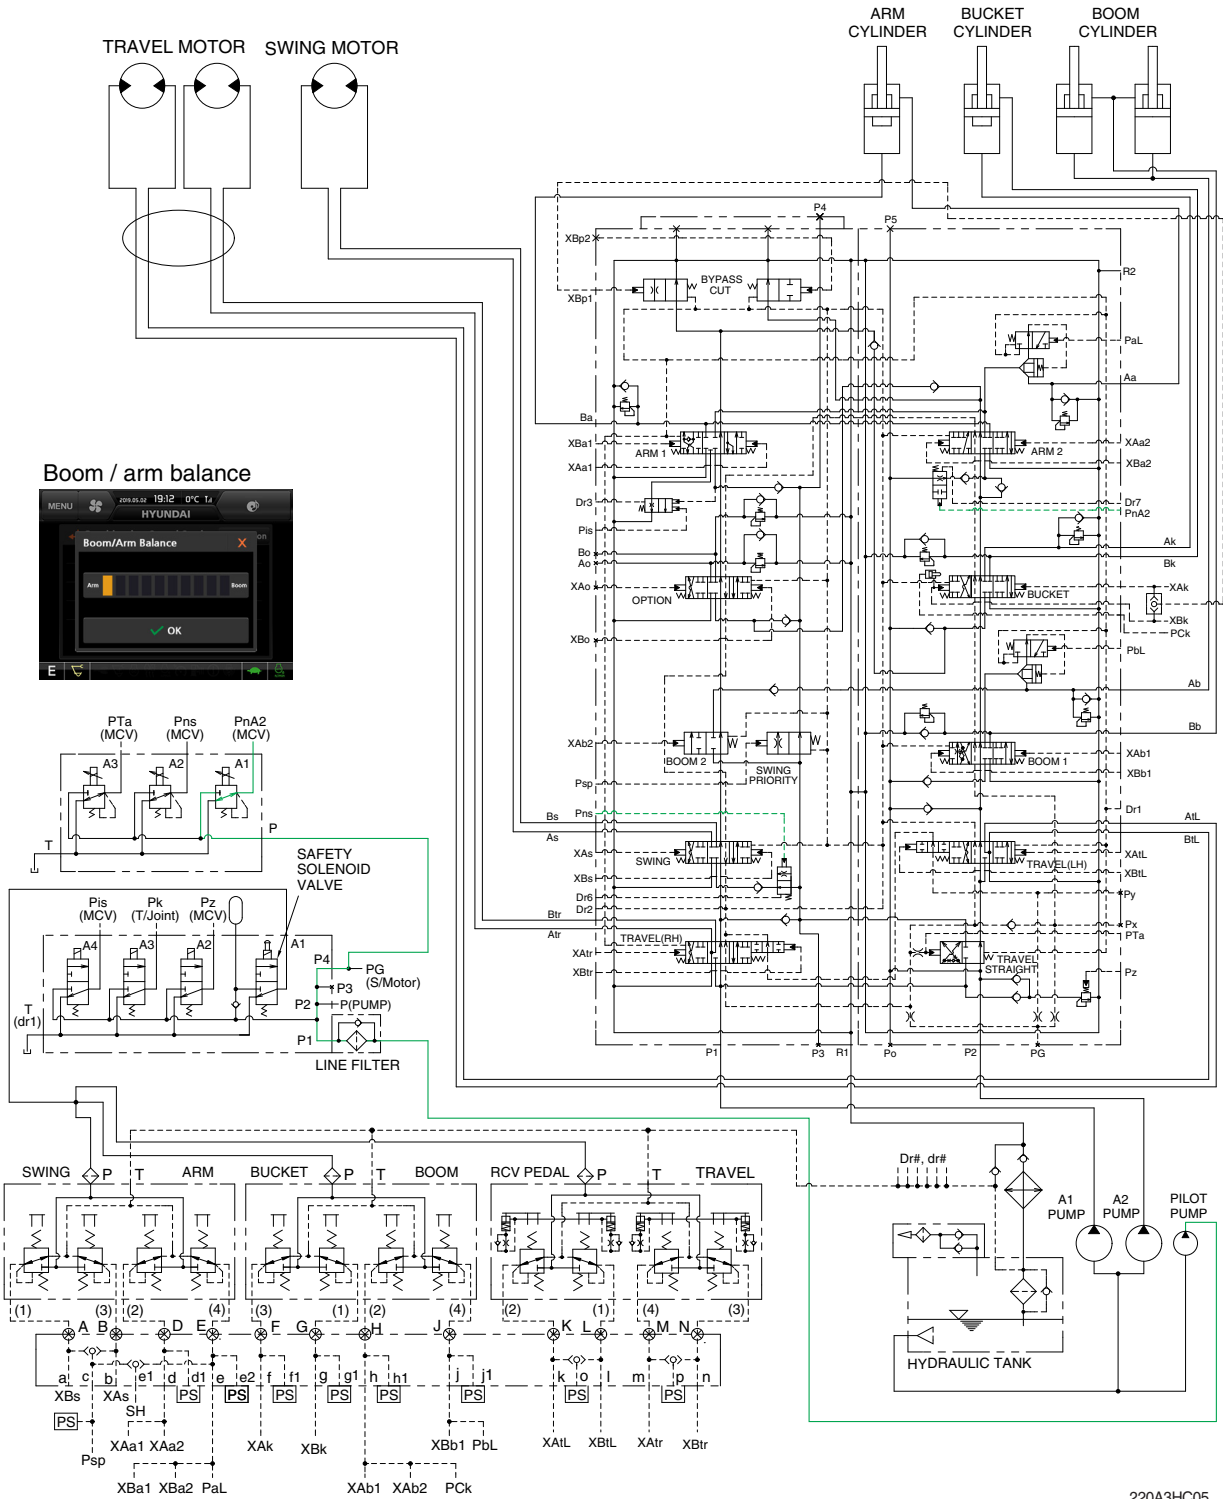 TRAVEL MOTOR
SWING MOTOR
ARM
CYLINDER
BUCKET
CYLINDER
BOOM
CYLINDER
P4
P5
XBp2
R2
BYPASS
CUT
XBp1
PaL
Aa
Ba
XBa1
XAa1
ARM 1
ARM 2
XAa2
XBa2
Dr3
Dr7
PnA2
Pis
Ak
Bo
Ao
Bk
XAo
OPTION
BUCKET
XAk
XBk
PCk
XBo
PbL
Ab
Bb
XAb2
BOOM 2
SWING
PRIORITY
BOOM 1
XAb1
XBb1
Psp
Pns
Dr1
Bs
As
AtL
BtL
XAs
SWING
TRAVEL(LH)
XAtL
XBs
XBtL
Dr6
Dr2
Py
Btr
Px
Atr
TRAVEL(RH)
PTa
XAtr
XBtr
TRAVEL
STRAIGHT
Pz
P1
P3
R1
Po
P2
PG
Boom / arm balance
MENU
2019.05.02 19:12 0°C
HYUNDAI
Boom/Arm Balance
X
on
Arm
Boom
OK
E
PTa
(MCV)
Pns
(MCV)
PnA2
(MCV)
A3
A2
A1
P
T
SAFETY
SOLENOID
VALVE
Pis
(MCV)
Pk
(T/Joint)
Pz
(MCV)
A4
A3
A2
A1
P4
PG
(S/Motor)
P3
P2
P(PUMP)
T
(dr1)
P1
LINE FILTER
SWING
P
T
ARM
BUCKET
P
T
BOOM
RCV PEDAL
P
T
TRAVEL
Dr#, dr#
A1
PUMP
A2
PUMP
PILOT
PUMP
HYDRAULIC TANK
(1)
(3)
(2)
(4)
(3)
(1)
(2)
(4)
(2)
(1)
(4)
(3)
A
B
D
E
F
G
H
J
K
L
M
N
a
c
b
e1
d
d1
e
e2
f
f1
g
g1
h
h1
j
j1
k
o
l
m
p
n
PS
PS
PS
PS
PS
PS
PS
PS
PS
XBs
XAs
SH
Psp
XAa1
XAa2
XBa1
XBa2
PaL
XAk
XBk
XAb1
XAb2
PCk
XBb1
PbL
XAtL
XBtL
XAtr
XBtr
220A3HC05